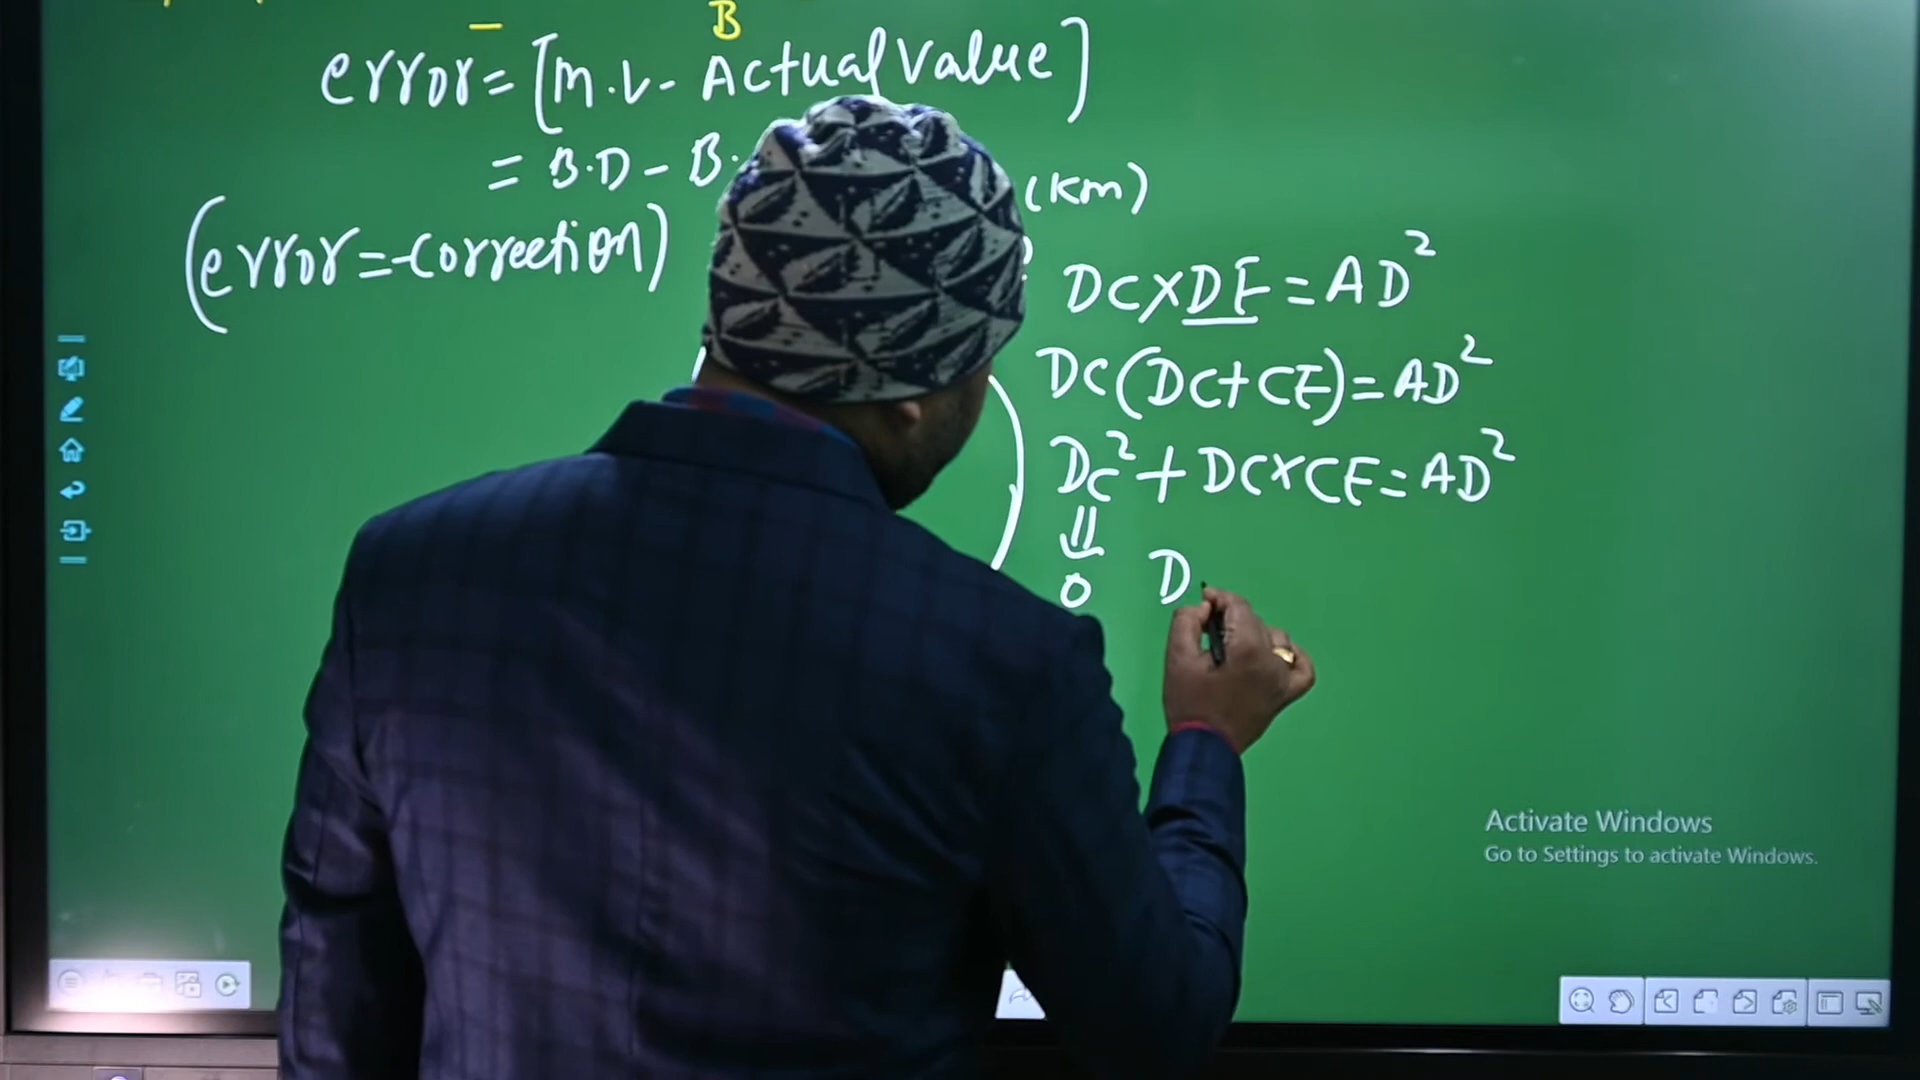 B
error = [M.V - Actual Value]
= B.D - B.
(Km)
(error = -Correction)
DC×DE = AD²
DC(DC+CE) = AD²
DC² + DC×CE = AD²
0 D
Activate Windows
Go to Settings to activate Windows.